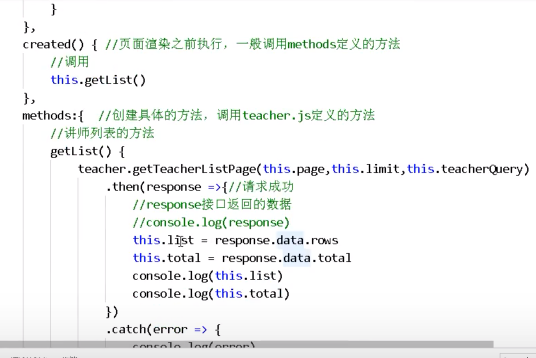 }
},
created() { //页面渲染之前执行，一般调用methods定义的方法
//调用
this.getList()
},
methods:{ //创建具体的方法，调用teacher.js定义的方法
//讲师列表的方法
getList() {
teacher.getTeacherListPage(this.page,this.limit,this.teacherQuery)
.then(response =>{//请求成功
//response接口返回的数据
//console.log(response)
this.list = response.data.rows
this.total = response.data.total
console.log(this.list)
console.log(this.total)
})
.catch(error => {
console.log(error)